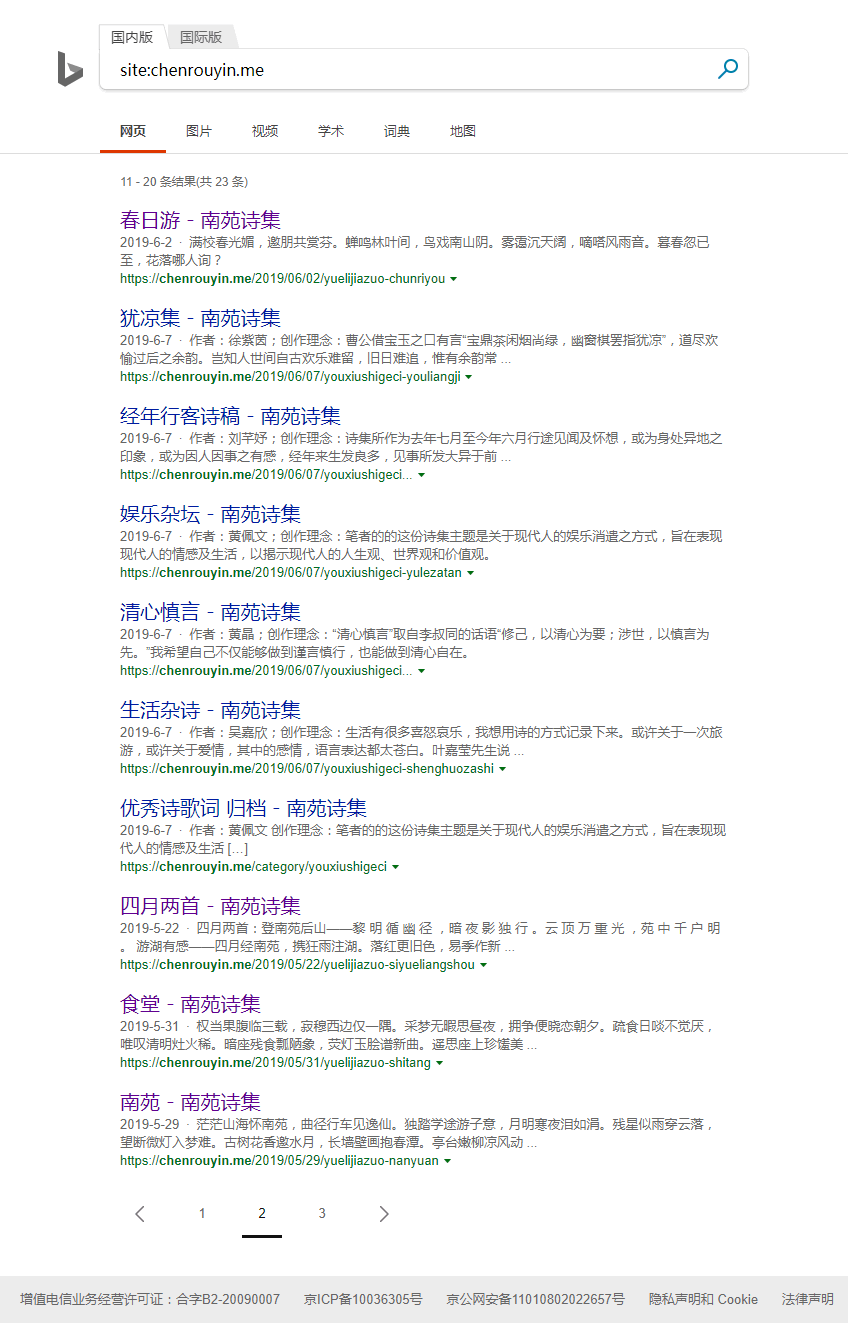 国内版
国际版
site:chenrouyin.me
网页
图片
视频
学术
词典
地图
11 - 20 条结果(共 23 条)
春日游 - 南苑诗集
2019-6-2 · 满校春光媚，邀朋共赏芬。蝉鸣林叶间，鸟戏南山阴。雾霭沉天阔，嘀嗒风雨音。暮春忽已
至，花落哪人询？
https://chenrouyin.me/2019/06/02/yuelijiazuo-chunriyou
犹凉集 - 南苑诗集
2019-6-7 · 作者：徐紫茵；创作理念：曹公借宝玉之口有言“宝鼎茶闲烟尚绿，幽窗棋罢指犹凉”，道尽欢
愉过后之余韵。岂知人世间自古欢乐难留，旧日难追，惟有余韵常 ...
https://chenrouyin.me/2019/06/07/youxiushigeci-youliangji
经年行客诗稿 - 南苑诗集
2019-6-7 · 作者：刘芊妤；创作理念：诗集所作为去年七月至今年六月行途见闻及怀想，或为身处异地之
印象，或为因人因事之有感，经年来生发良多，见事所发大异于前 ...
https://chenrouyin.me/2019/06/07/youxiushigeci...
娱乐杂坛 - 南苑诗集
2019-6-7 · 作者：黄佩文；创作理念：笔者的的这份诗集主题是关于现代人的娱乐消遣之方式，旨在表现
现代人的情感及生活，以揭示现代人的人生观、世界观和价值观。
https://chenrouyin.me/2019/06/07/youxiushigeci-yulezatan
清心慎言 - 南苑诗集
2019-6-7 · 作者：黄晶；创作理念：“清心慎言”取自李叔同的话语“修己，以清心为要；涉世，以慎言为
先。”我希望自己不仅能够做到谨言慎行，也能做到清心自在。
https://chenrouyin.me/2019/06/07/youxiushigeci...
生活杂诗 - 南苑诗集
2019-6-7 · 作者：吴嘉欣；创作理念：生活有很多喜怒哀乐，我想用诗的方式记录下来。或许关于一次旅
游，或许关于爱情，其中的感情，语言表达都太苍白。叶嘉莹先生说 ...
https://chenrouyin.me/2019/06/07/youxiushigeci-shenghuozashi
优秀诗歌词 归档 - 南苑诗集
2019-6-7 · 作者：黄佩文 创作理念：笔者的的这份诗集主题是关于现代人的娱乐消遣之方式，旨在表现现
代人的情感及生活 […]
https://chenrouyin.me/category/youxiushigeci
四月两首 - 南苑诗集
2019-5-22 · 四月两首：登南苑后山——黎 明 循 幽 径 ，暗 夜 影 独 行 。云 顶 万 重 光 ，苑 中 千 户 明
。 游湖有感——四月经南苑，携狂雨注湖。落红更旧色，易季作新 ...
https://chenrouyin.me/2019/05/22/yuelijiazuo-siyueliangshou
食堂 - 南苑诗集
2019-5-31 · 权当果腹临三载，寂穆西边仅一隅。采梦无暇思昼夜，拥争便晓恋朝夕。疏食日啖不觉厌，
唯叹清明灶火稀。暗座残食瓢陋象，荧灯玉脍谱新曲。遥思座上珍馐美 ...
https://chenrouyin.me/2019/05/31/yuelijiazuo-shitang
南苑 - 南苑诗集
2019-5-29 · 茫茫山海怀南苑，曲径行车见逸仙。独踏学途游子意，月明寒夜泪如涓。残星似雨穿云落，
望断微灯入梦难。古树花香邀水月，长墙壁画抱春潭。亭台嫩柳凉风动 ...
https://chenrouyin.me/2019/05/29/yuelijiazuo-nanyuan
1
2
3
增值电信业务经营许可证：合字B2-20090007
京ICP备10036305号
京公网安备11010802022657号
隐私声明和 Cookie
法律声明